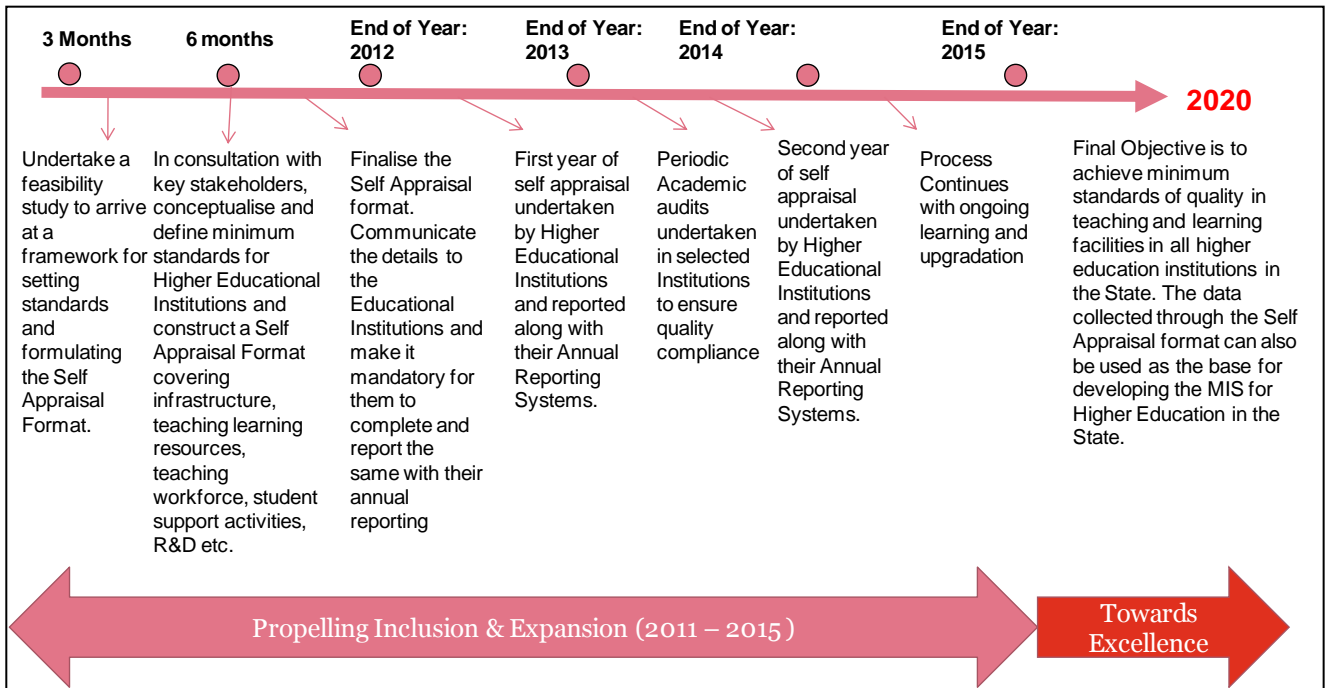 3 Months
6 months
End of Year:
2012
End of Year:
2013
End of Year:
2014
End of Year:
2015
2020
Undertake a
feasibility
study to arrive
at a
framework for
setting
standards
and
formulating
the Self
Appraisal
Format.
In consultation with
key stakeholders,
conceptualise and
define minimum
standards for
Higher Educational
Institutions and
construct a Self
Appraisal Format
covering
infrastructure,
teaching learning
resources,
teaching
workforce, student
support activities,
R&D etc.
Finalise the
Self Appraisal
format.
Communicate
the details to
the
Educational
Institutions and
make it
mandatory for
them to
complete and
report the
same with their
annual
reporting
First year of
self appraisal
undertaken
by Higher
Educational
Institutions
and reported
along with
their Annual
Reporting
Systems.
Periodic
Academic
audits
undertaken
in selected
Institutions
to ensure
quality
compliance
Second year
of self
appraisal
undertaken
by Higher
Educational
Institutions
and reported
along with
their Annual
Reporting
Systems.
Process
Continues
with ongoing
learning and
upgradation
Final Objective is to
achieve minimum
standards of quality in
teaching and learning
facilities in all higher
education institutions in
the State. The data
collected through the Self
Appraisal format can also
be used as the base for
developing the MIS for
Higher Education in the
State.
Propelling Inclusion & Expansion (2011 – 2015 )
Towards
Excellence